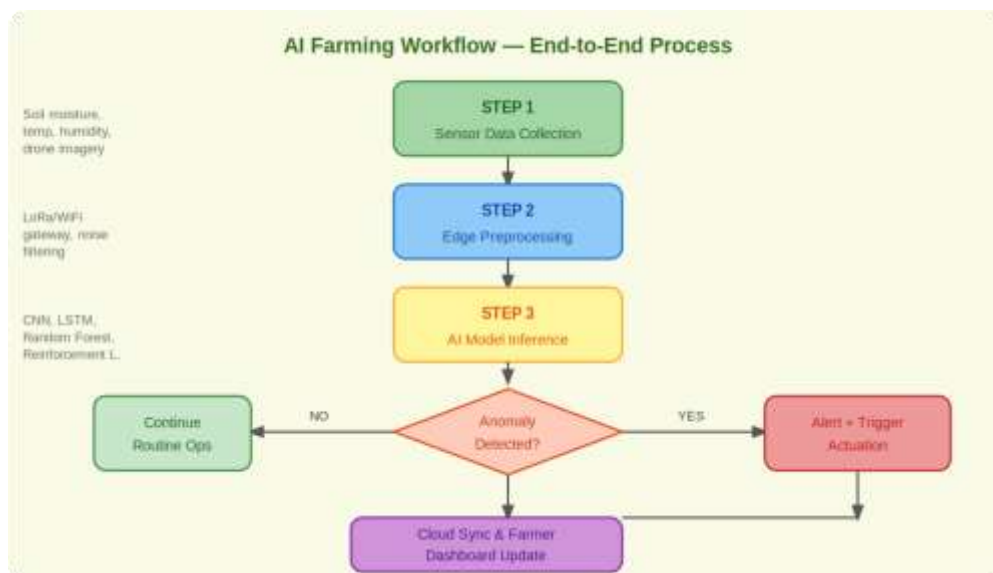 AI Farming Workflow — End-to-End Process
STEP 1
Sensor Data Collection
Soil moisture,
temp, humidity,
drone imagery
STEP 2
Edge Preprocessing
LoRa/WiFi
gateway, noise
filtering
STEP 3
AI Model Inference
CNN, LSTM,
Random Forest,
Reinforcement L.
Anomaly
Detected?
NO
YES
Continue
Routine Ops
Alert + Trigger
Actuation
Cloud Sync & Farmer
Dashboard Update